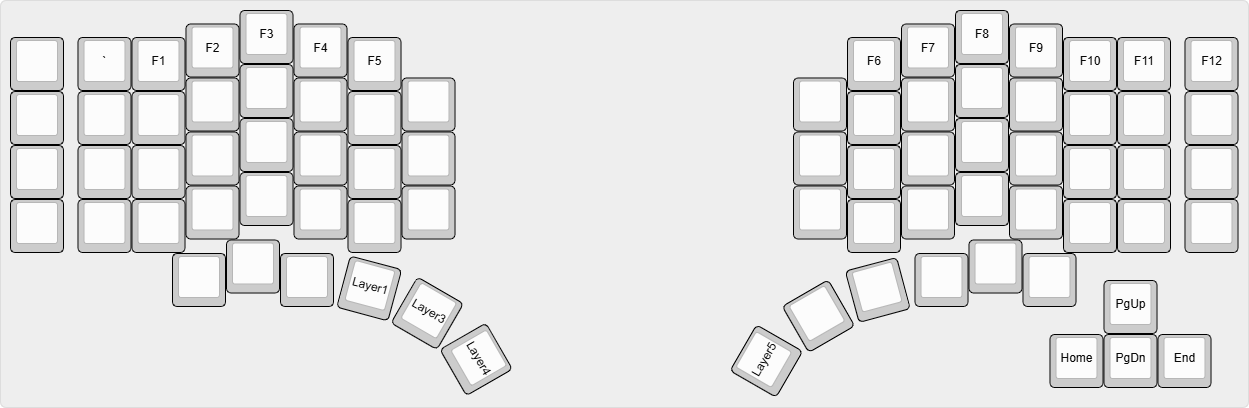 `
F1
F2
F3
F4
F5
F6
F7
F8
F9
F10
F11
F12
Layer1
Layer3
Layer4
Layer5
PgUp
Home
PgDn
End